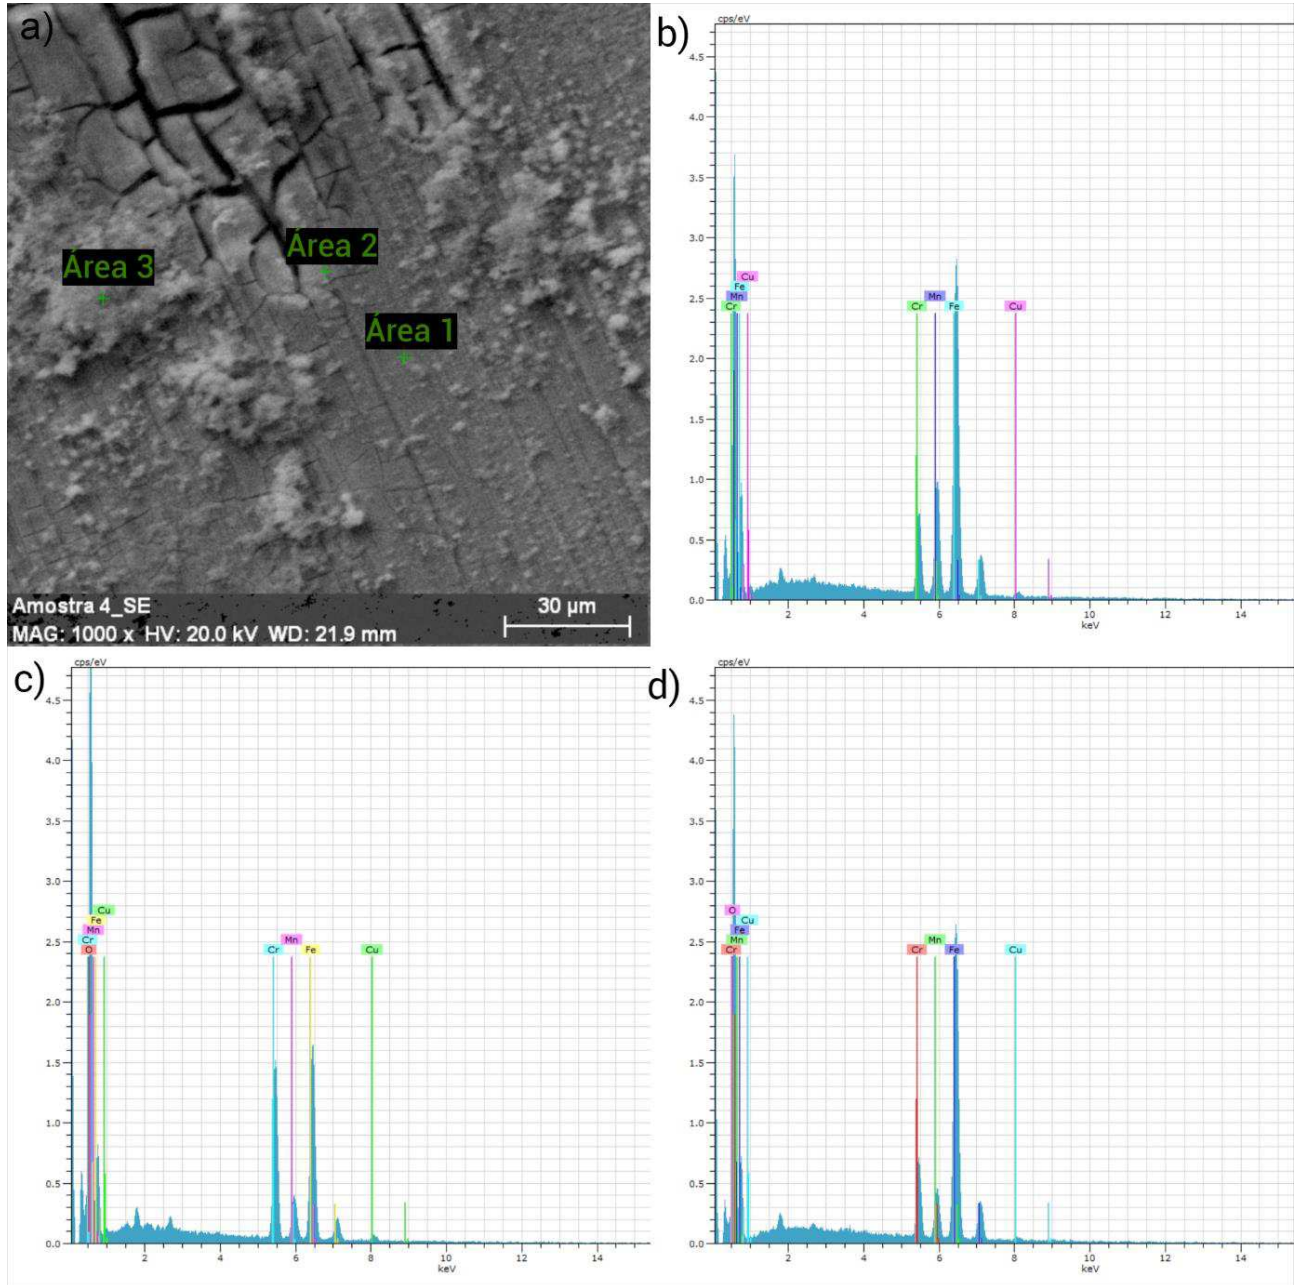 a)
Área 3
Área 2
Área 1
Amostra 4_SE
MAG: 1000 x HV: 20.0 kV WD: 21.9 mm
30 µm
b)
cps/eV
4.5
4.0
3.5
3.0
2.5
2.0
1.5
1.0
0.5
0.0
Cu
Fe
Mn
Cr
Cr
Mn
Fe
Cu
2 4 6 8 10 12 14
keV
c)
cps/eV
4.5
4.0
3.5
3.0
2.5
2.0
1.5
1.0
0.5
0.0
Cu
Fe
Mn
Cr
O
Cr
Mn
Fe
Cu
2 4 6 8 10 12 14
keV
d)
cps/eV
4.5
4.0
3.5
3.0
2.5
2.0
1.5
1.0
0.5
0.0
O
Cu
Fe
Mn
Cr
Cr
Mn
Fe
Cu
2 4 6 8 10 12 14
keV